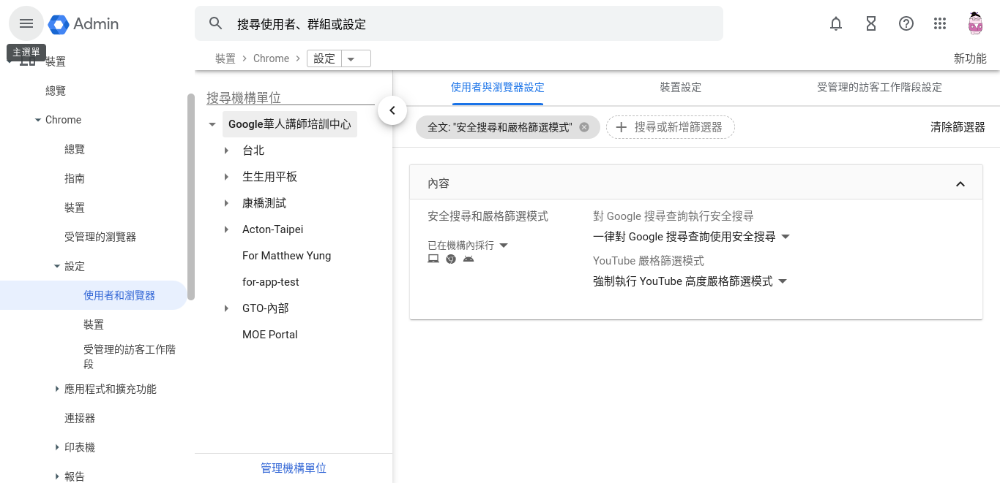 Admin
搜尋使用者、群組或設定
主選單
裝置
總覽
Chrome
總覽
指南
裝置
受管理的瀏覽器
設定
使用者和瀏覽器
裝置
受管理的訪客工作階
段
應用程式和擴充功能
連接器
印表機
報告
裝置 Chrome 設定
新功能
搜尋機構單位
Google華人講師培訓中心
台北
生生用平板
康橋測試
Acton-Taipei
For Matthew Yung
for-app-test
GTO-內部
MOE Portal
管理機構單位
使用者與瀏覽器設定 裝置設定 受管理的訪客工作階段設定
全文: "安全搜尋和嚴格篩選模式" 搜尋或新增篩選器 清除篩選器
內容
安全搜尋和嚴格篩選模式
已在機構內採行
對 Google 搜尋查詢執行安全搜尋
一律對 Google 搜尋查詢使用安全搜尋
YouTube 嚴格篩選模式
強制執行 YouTube 高度嚴格篩選模式